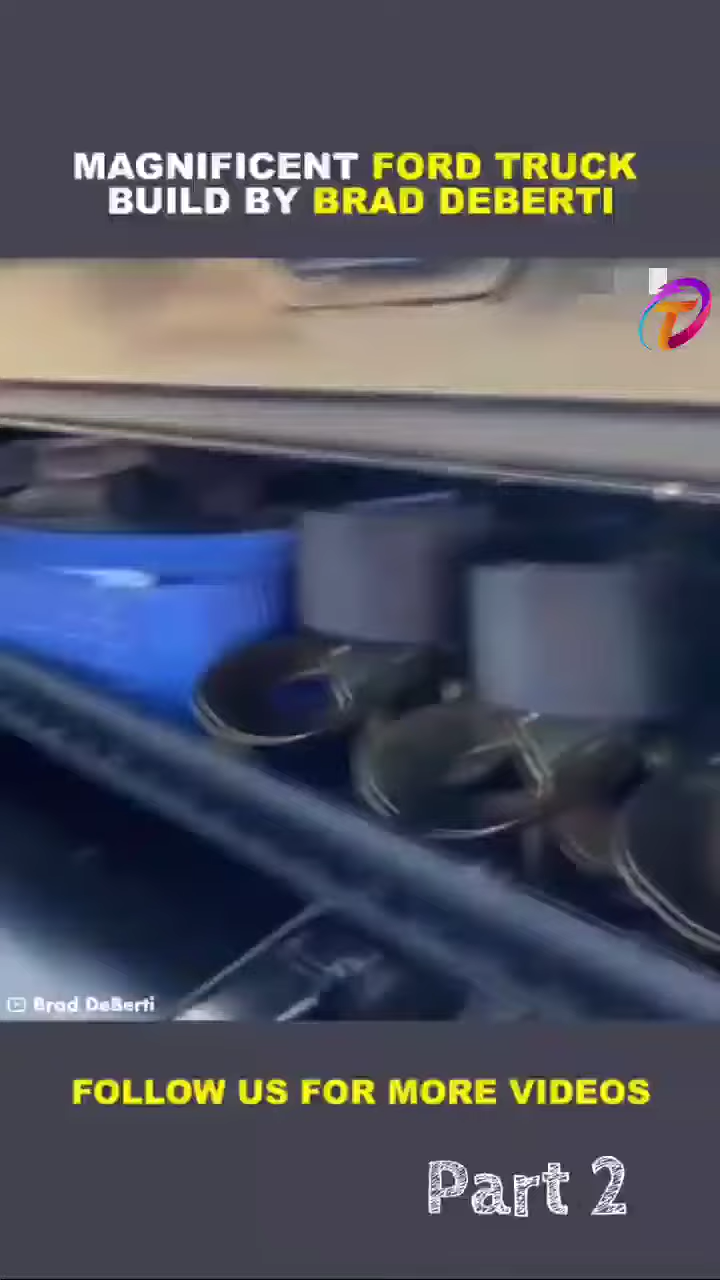 MAGNIFICENT FORD TRUCK
BUILD BY BRAD DEBERTI
Brad DeBerti
FOLLOW US FOR MORE VIDEOS
Part 2